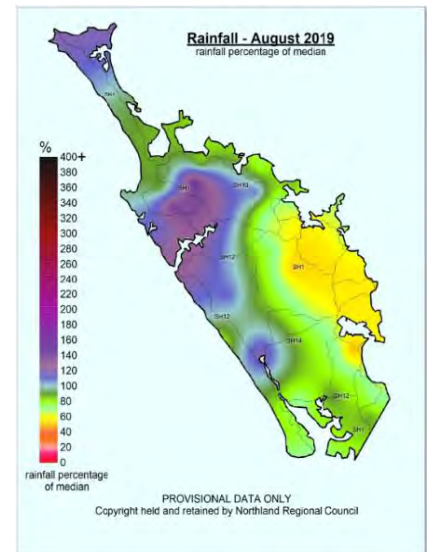 Rainfall - August 2019
rainfall percentage of median
%
400+
380
360
340
320
300
280
260
240
220
200
180
160
140
120
100
80
60
40
20
0
rainfall percentage
of median
SH1
SH1
SH10
SH1
SH12
SH12
SH14
SH12
SH1
PROVISIONAL DATA ONLY
Copyright held and retained by Northland Regional Council